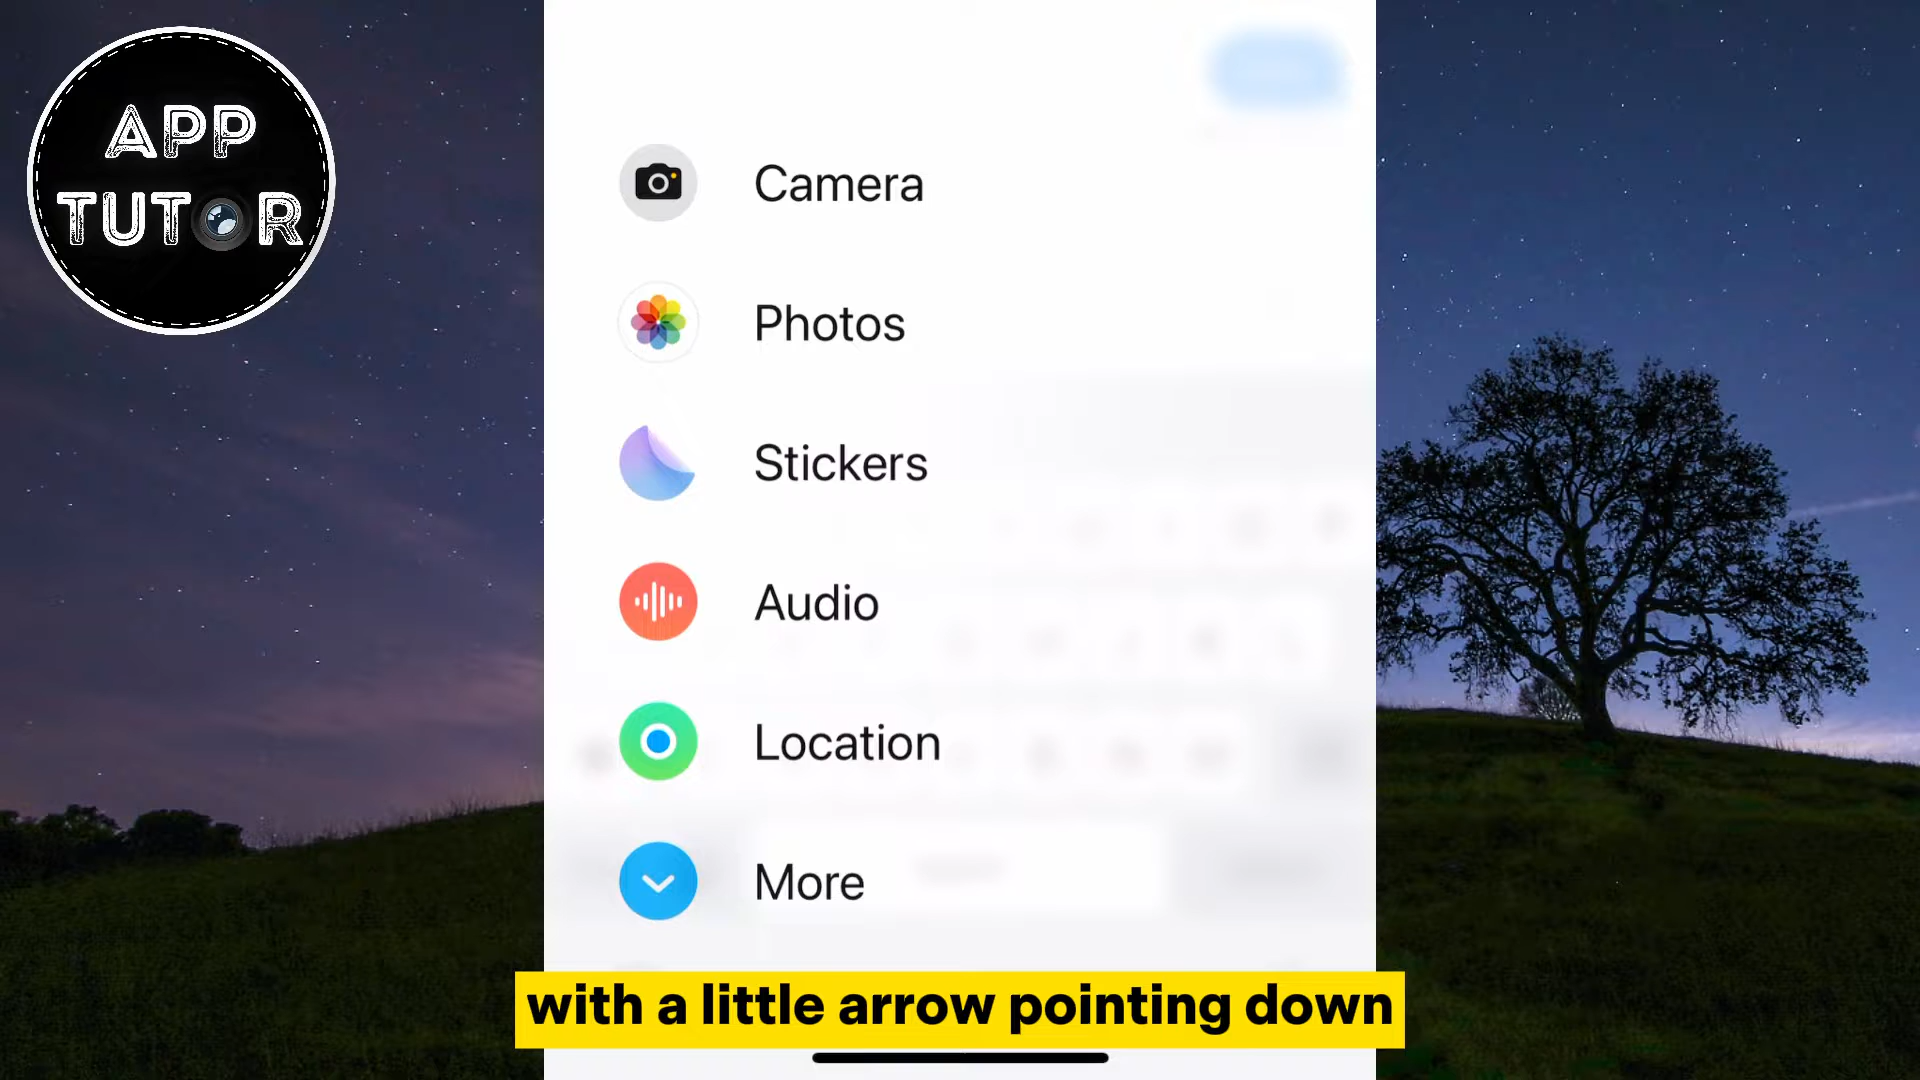 APP
TUTOR
Camera
Photos
Stickers
Audio
Location
More
with a little arrow pointing down